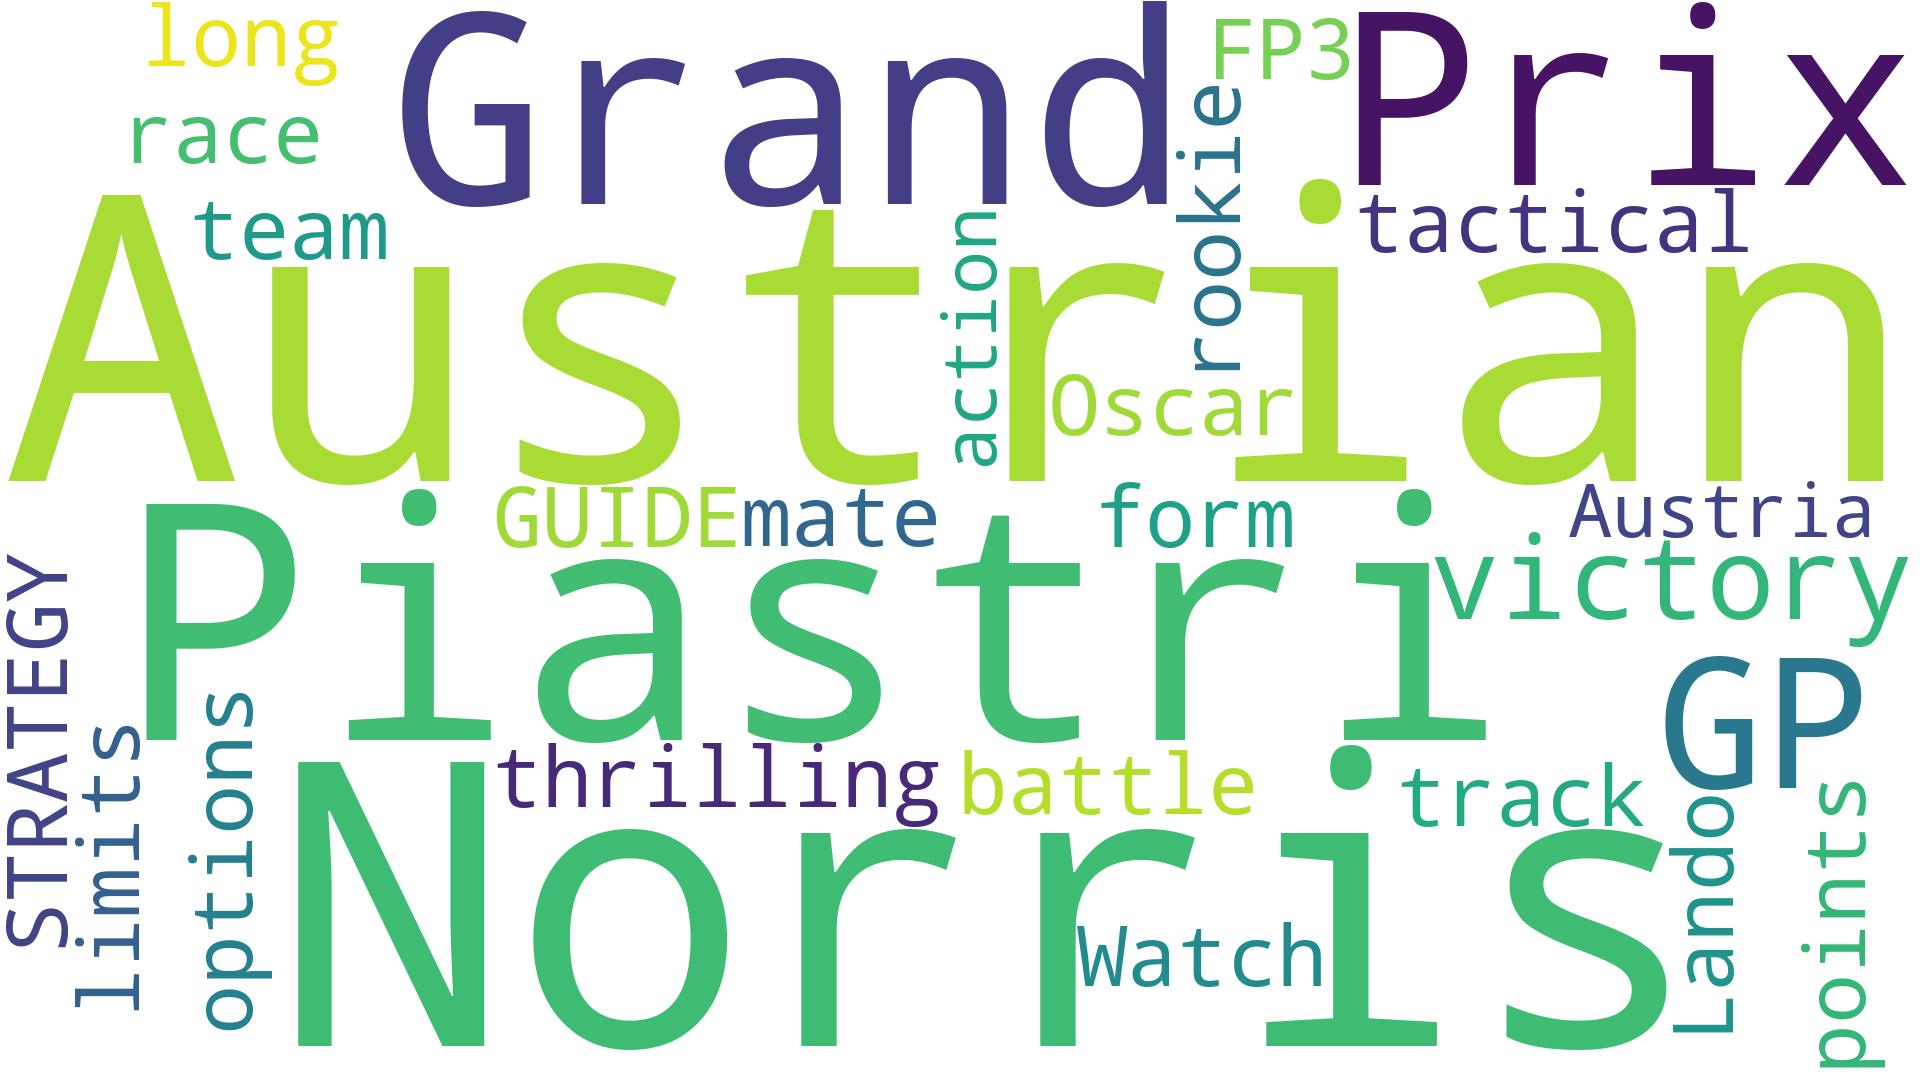 long
Grand
FP3
Prix
race
rookie
team
action
tactical
Austrian
Oscar
GUIDE
mate
form
Austria
victory
Piastri
STRATEGY
limits
options
GP
thrilling
battle
track
Lando
points
Norris
Watch